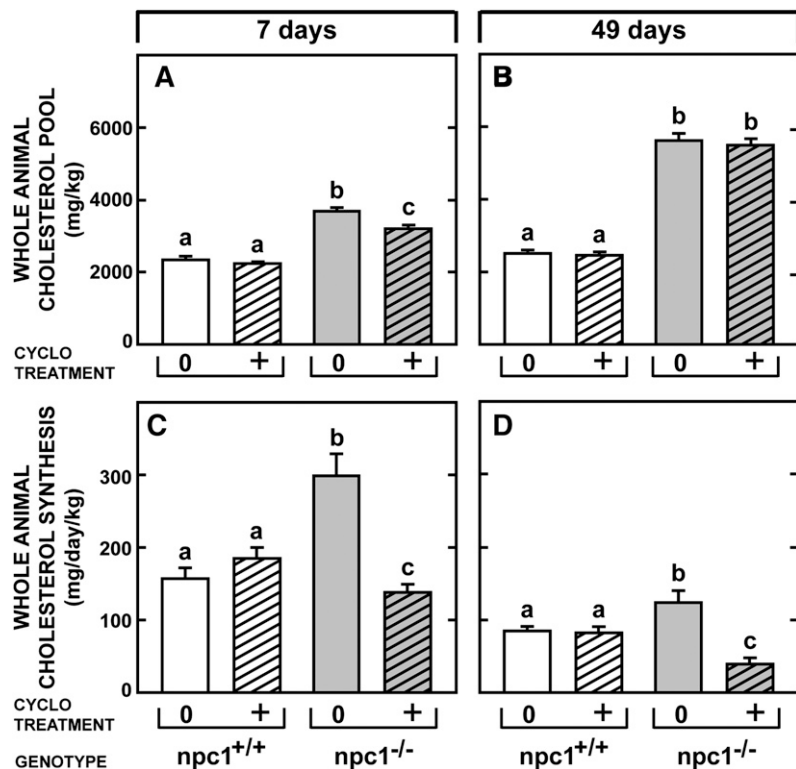 7 days 49 days
WHOLE ANIMAL
CHOLESTEROL POOL
(mg/kg)
A B
6000
4000
2000
0
a a b c a a b b
CYCLO
TREATMENT
0 + 0 + 0 + 0 +
WHOLE ANIMAL
CHOLESTEROL SYNTHESIS
(mg/day/kg)
C D
300
200
100
0
a a b c a a b c
CYCLO
TREATMENT
0 + 0 + 0 + 0 +
GENOTYPE npc1+/+ npc1-/- npc1+/+ npc1-/-